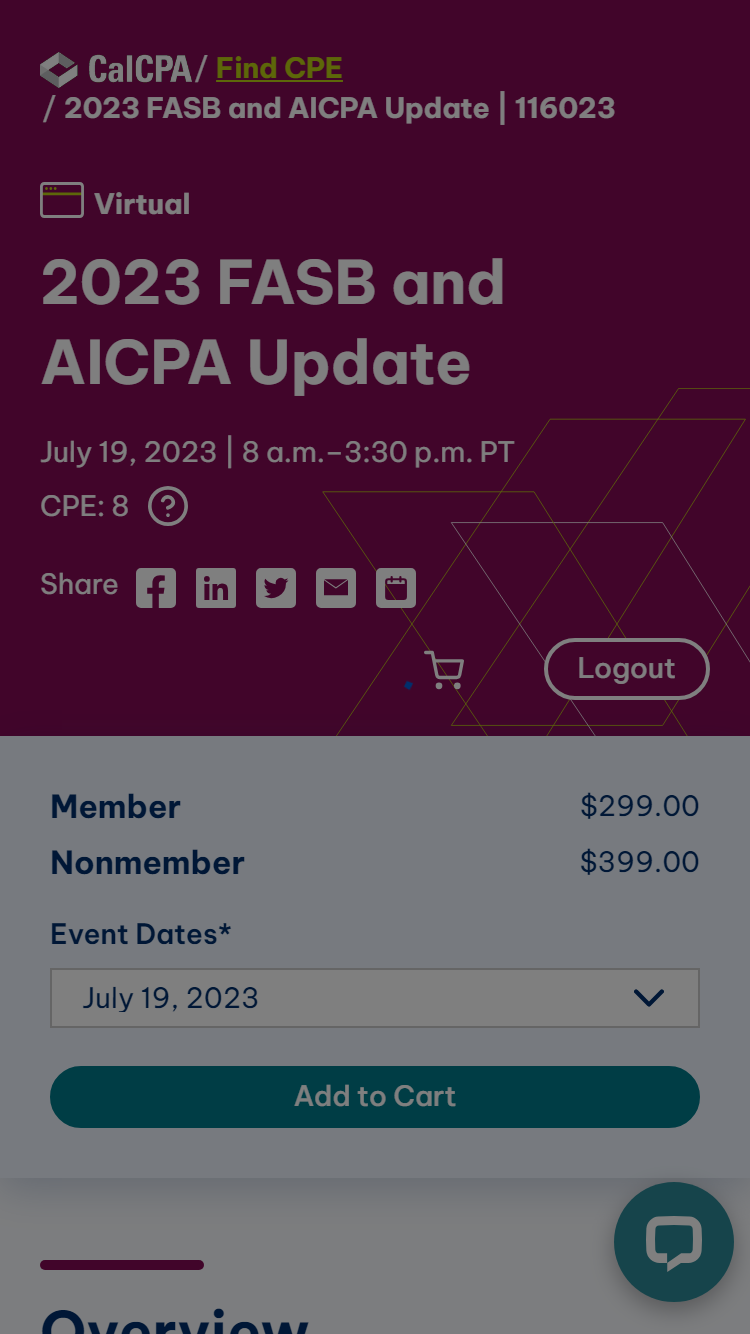 CalCPA / Find CPE
/ 2023 FASB and AICPA Update | 116023
Virtual
2023 FASB and
AICPA Update
July 19, 2023 | 8 a.m.–3:30 p.m. PT
CPE: 8 ?
Share
Logout
Member $299.00
Nonmember $399.00
Event Dates*
July 19, 2023
Add to Cart
Overview